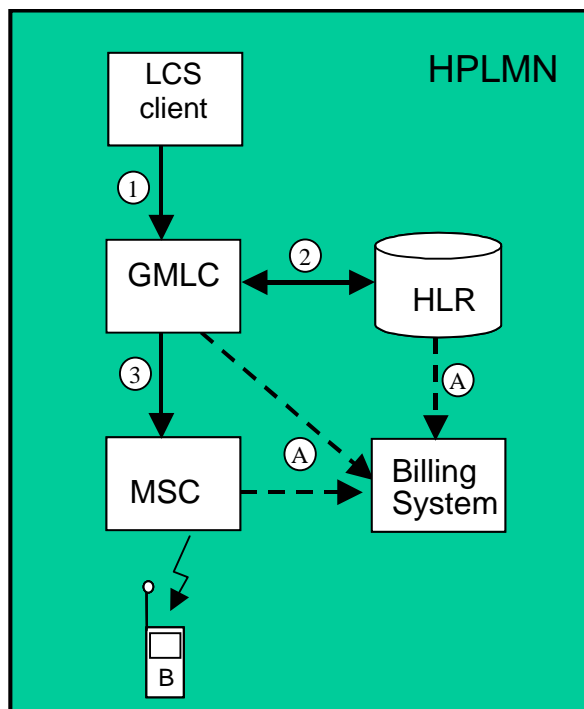 HPLMN
LCS
client
1
GMLC
2
HLR
3
A
A
MSC
Billing
System
B